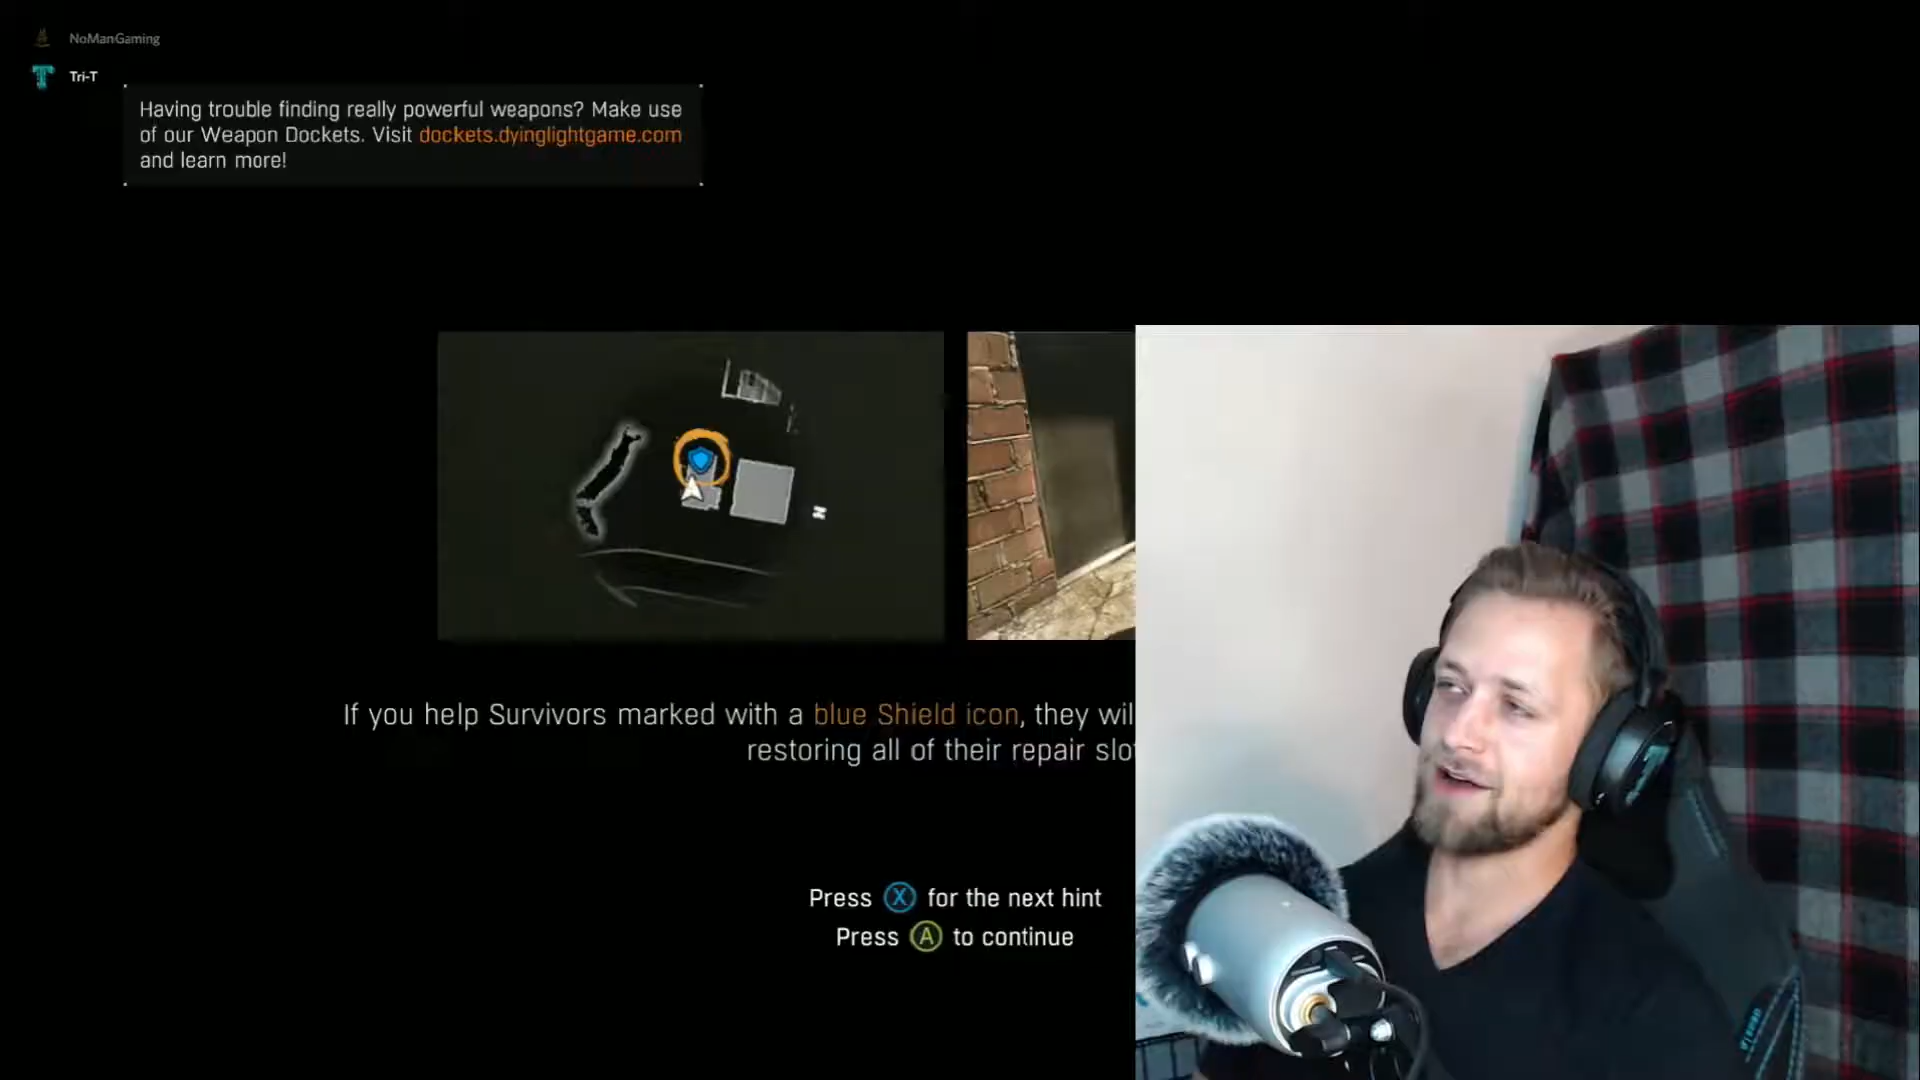 NoManGaming
Tri-T
Having trouble finding really powerful weapons? Make use
of our Weapon Dockets. Visit dockets.dyinglightgame.com
and learn more!
If you help Survivors marked with a blue Shield icon, they wil
restoring all of their repair slo
Press X for the next hint
Press A to continue